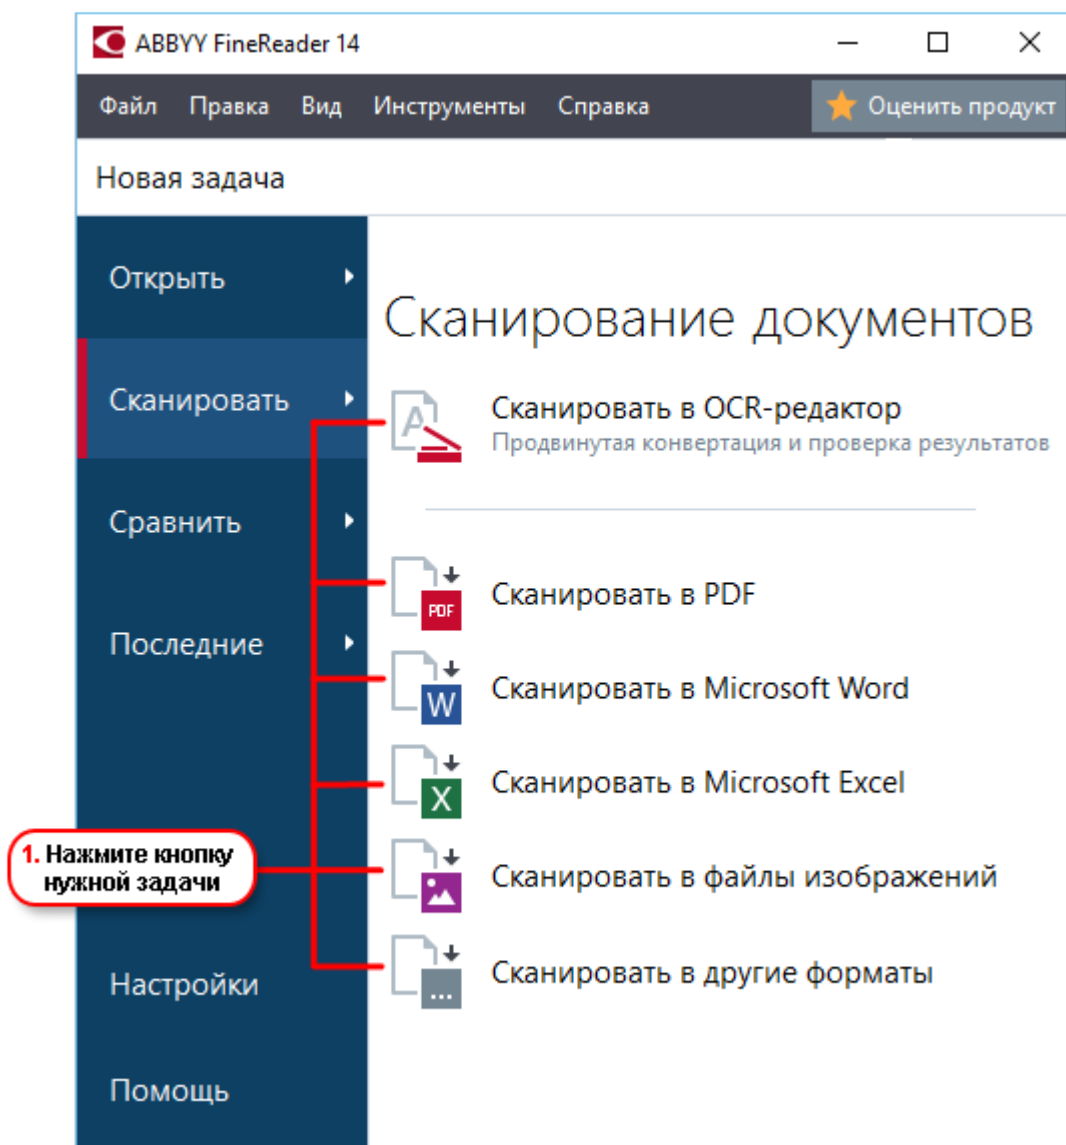 ABBYY FineReader 14
Файл Правка Вид Инструменты Справка Оценить продукт
Новая задача
Открыть
Сканировать
Сравнить
Последние
1. Нажмите кнопку
нужной задачи
Настройки
Помощь
Сканирование документов
A
Сканировать в OCR-редактор
Продвинутая конвертация и проверка результатов
PDF
Сканировать в PDF
W
Сканировать в Microsoft Word
X
Сканировать в Microsoft Excel
Сканировать в файлы изображений
...
Сканировать в другие форматы